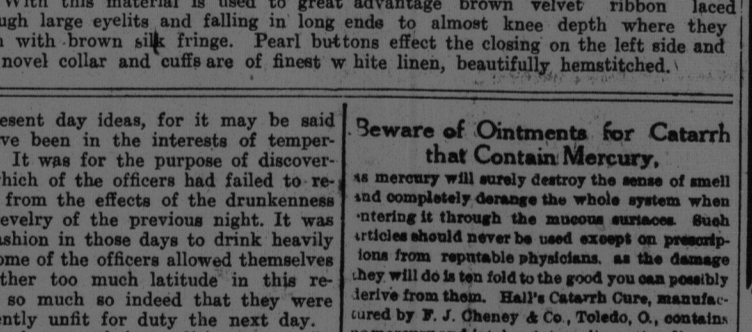 With this material is used to great advantage brown velvet ribbon laced
ugh large eyelits and falling in long ends to almost knee depth where they
with brown silk fringe. Pearl buttons effect the closing on the left side and
novel collar and cuffs are of finest w hite linen, beautifully hemstitched.
esent day ideas, for it may be said
ve been in the interests of temper-
It was for the purpose of discover-
hich of the officers had failed to re-
from the effects of the drunkenness
evelry of the previous night. It was
ashion in those days to drink heavily
ome of the officers allowed themselves
ther too much latitude in this re-
so much so indeed that they were
ntly unfit for duty the next day.
Beware of Ointments for Catarrh
that Contain Mercury,
as mercury will surely destroy the sense of smell
and completely derange the whole system when
entering it through the mucous surfaces. Such
articles should never be used except on prescrip-
ions from reputable physicians, as the damage
they will do is ten fold to the good you can possibly
derive from them. Hall's Catarrh Cure, manufac-
tured by F. J. Cheney & Co., Toledo, O., contains